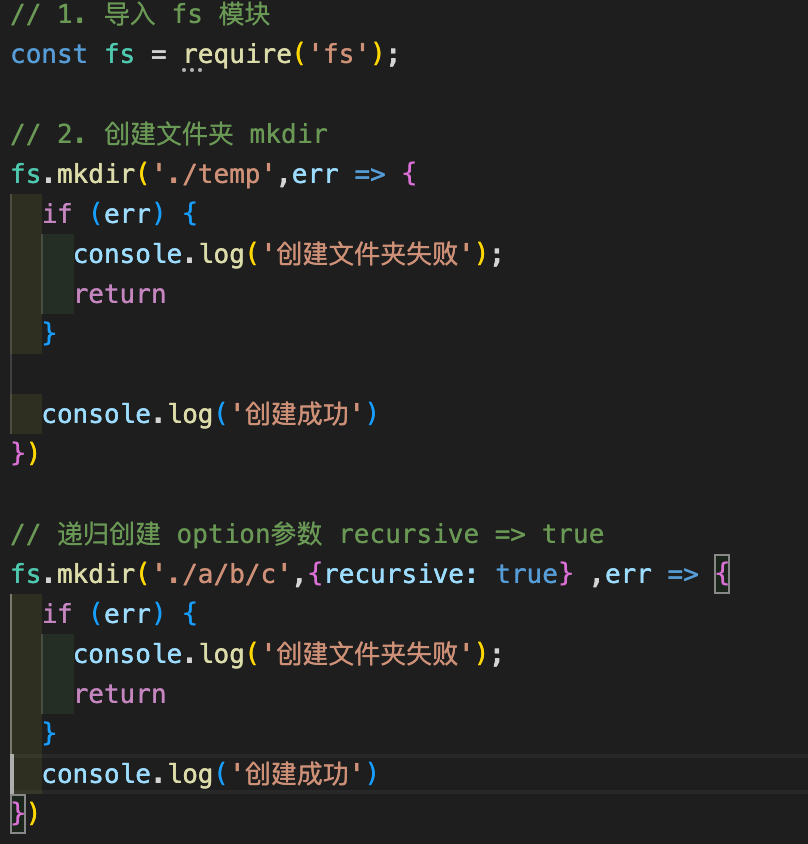 // 1. 导入 fs 模块
const fs = require('fs');
// 2. 创建文件夹 mkdir
fs.mkdir('./temp',err => {
  if (err) {
    console.log('创建文件夹失败');
    return
  }
  console.log('创建成功')
})
// 递归创建 option参数 recursive => true
fs.mkdir('./a/b/c',{recursive: true} ,err => {
  if (err) {
    console.log('创建文件夹失败');
    return
  }
  console.log('创建成功')
})